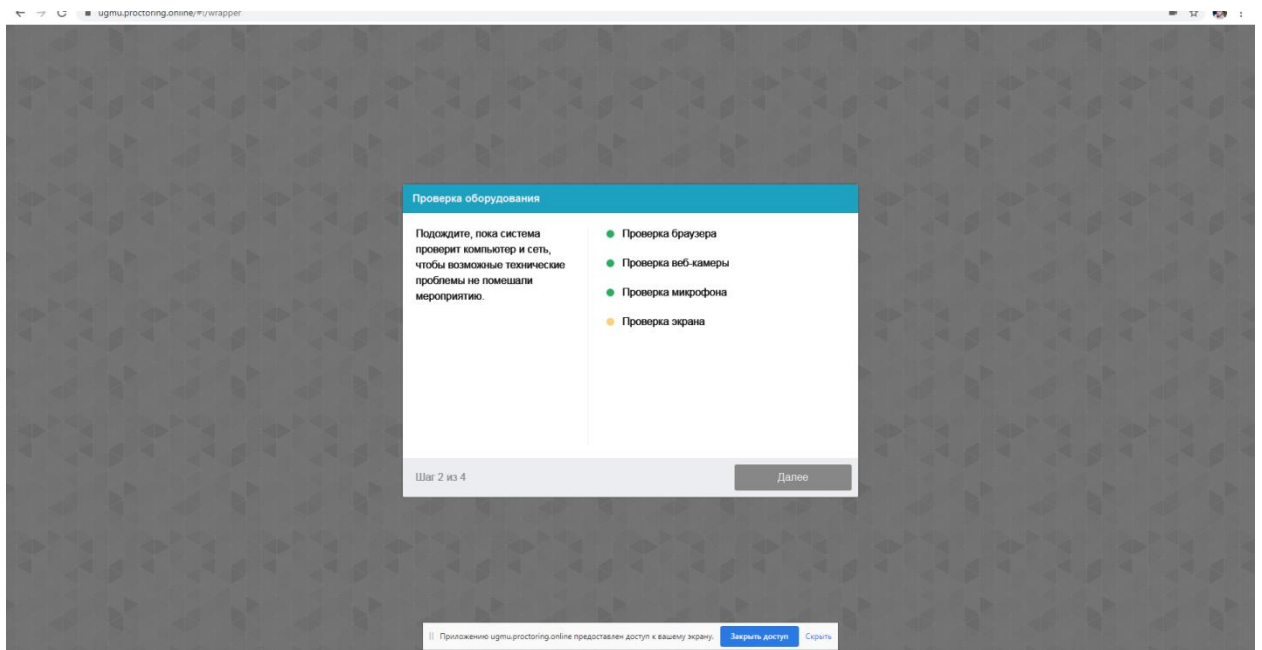 ugmu.proctoring.online/#!/wrapper
Проверка оборудования
Подождите, пока система
проверит компьютер и сеть,
чтобы возможные технические
проблемы не помешали
мероприятию.
Проверка браузера
Проверка веб-камеры
Проверка микрофона
Проверка экрана
Шаг 2 из 4
Далее
Приложению ugmu.proctoring.online предоставлен доступ к вашему экрану.
Закрыть доступ
Скрыть